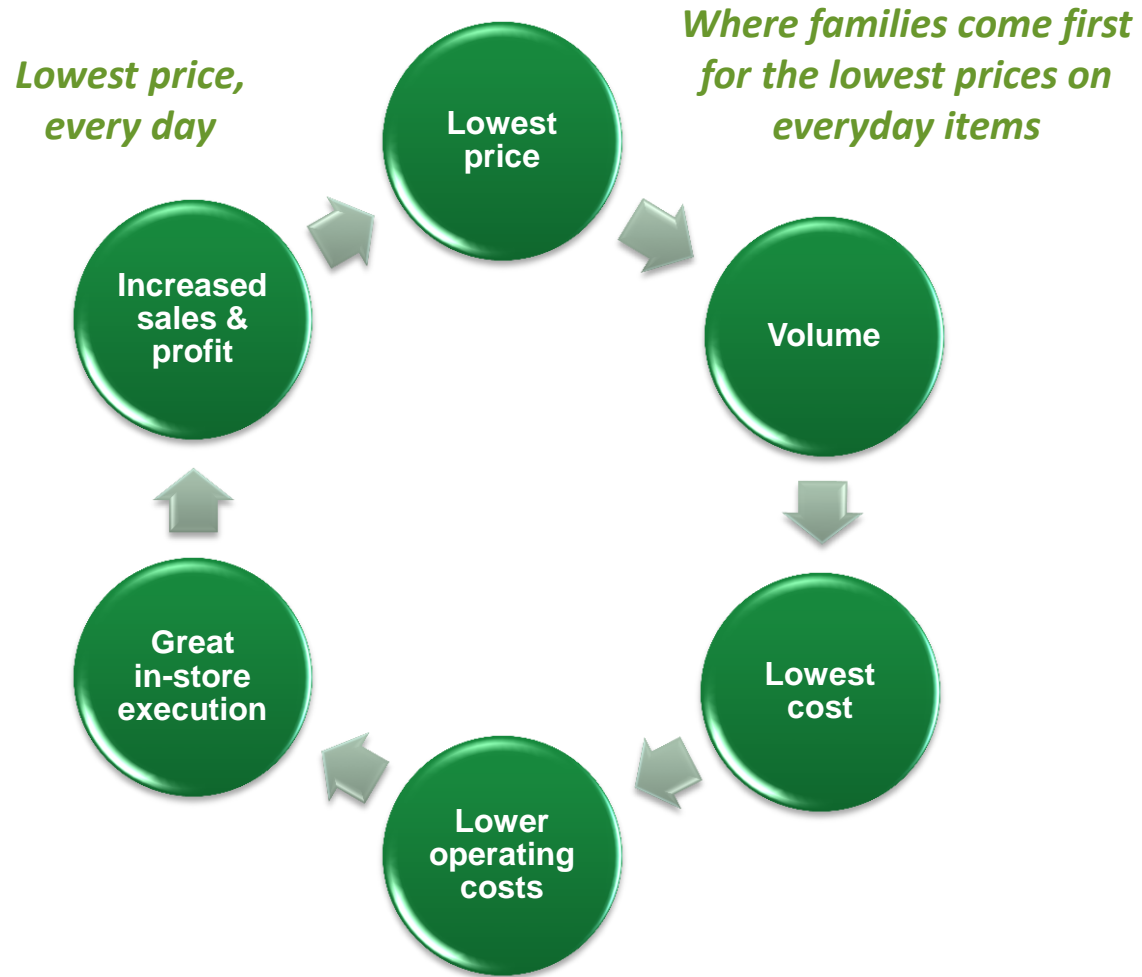 Lowest price,
every day
Where families come first
for the lowest prices on
everyday items
Lowest
price
Volume
Lowest
cost
Lower
operating
costs
Great
in-store
execution
Increased
sales &
profit